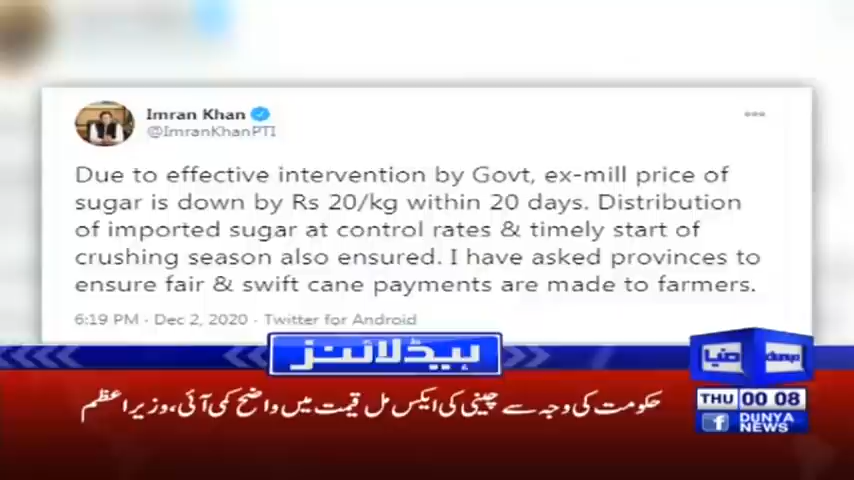 Imran Khan
@ImranKhanPTI
Due to effective intervention by Govt, ex-mill price of
sugar is down by Rs 20/kg within 20 days. Distribution
of imported sugar at control rates & timely start of
crushing season also ensured. I have asked provinces to
ensure fair & swift cane payments are made to farmers.
6:19 PM · Dec 2, 2020 · Twitter for Android
ہیڈلائنز
دنیا
dunya
حکومت کی وجہ سے چینی کی ایکس مل قیمت میں واضح کمی آئی، وزیراعظم
THU 00 08
DUNYA
NEWS